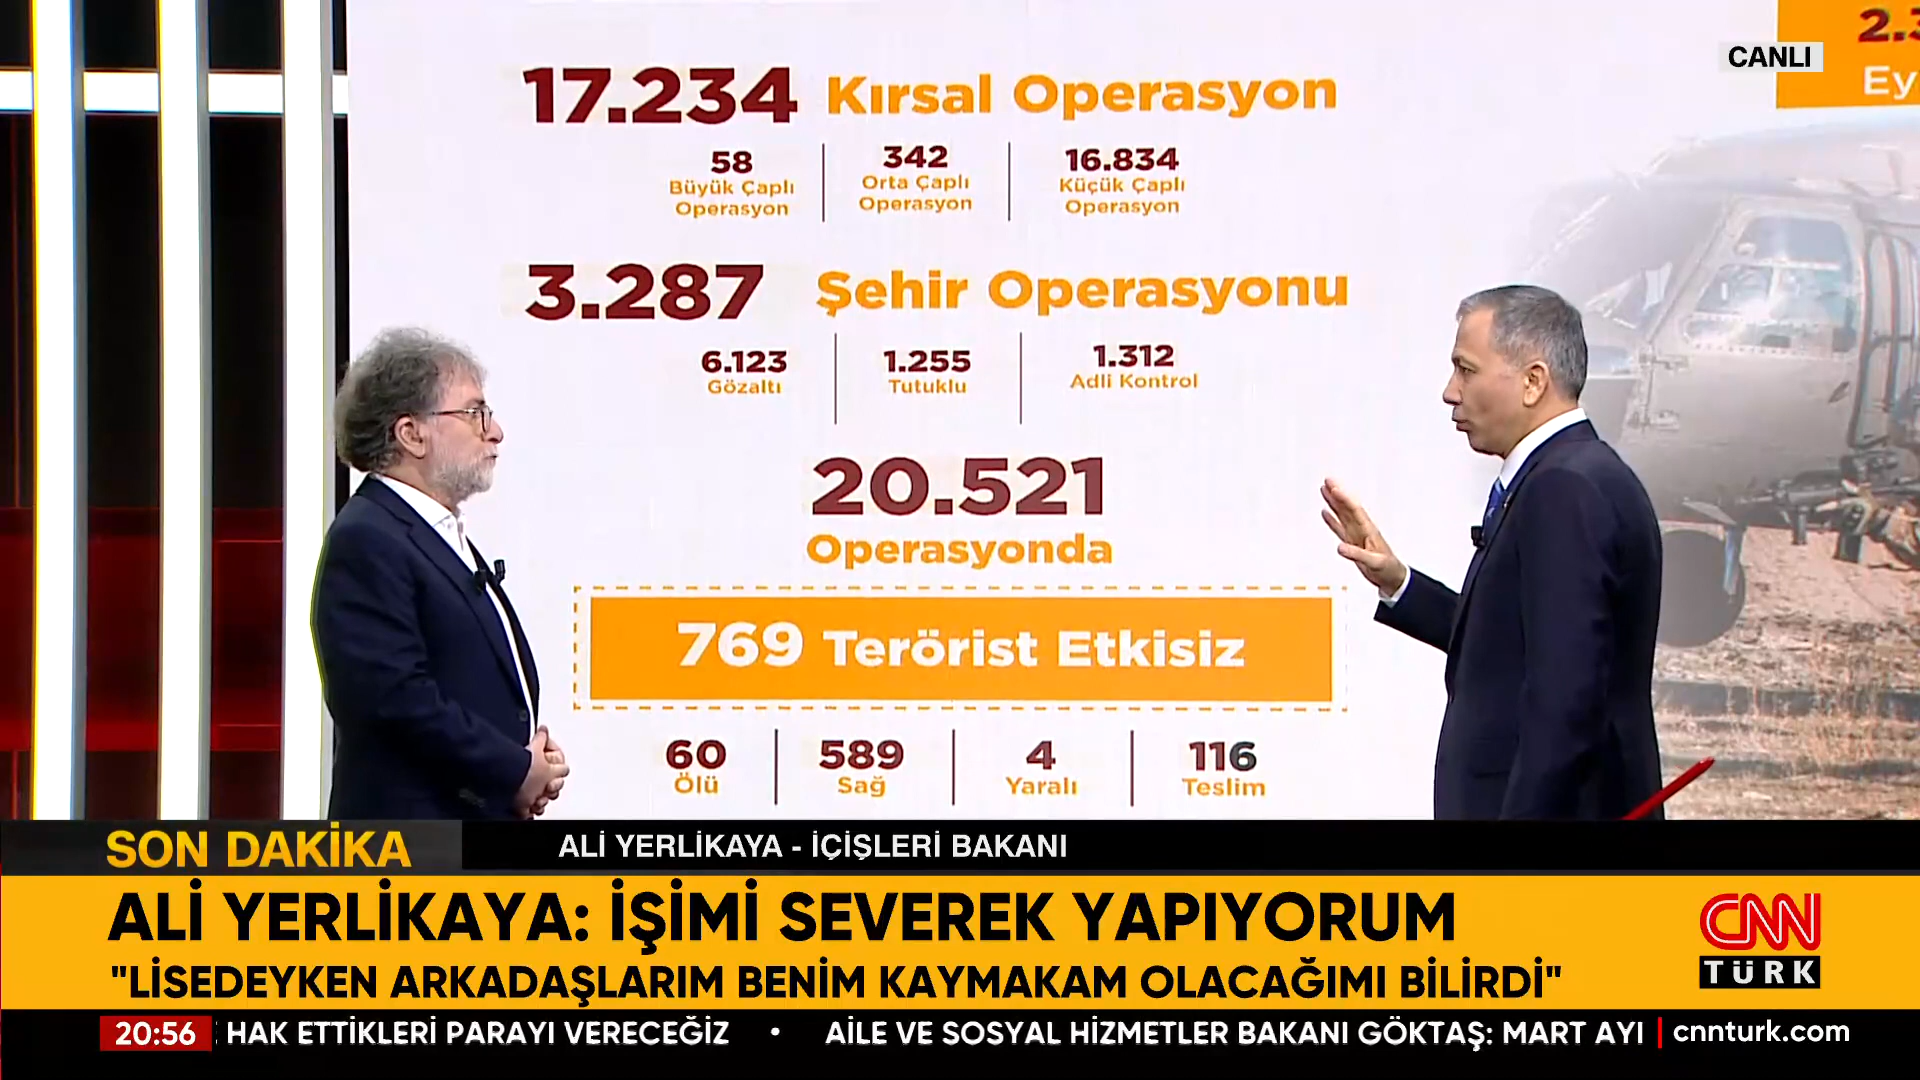 CANLI
17.234 Kırsal Operasyon
58 Büyük Çaplı Operasyon
342 Orta Çaplı Operasyon
16.834 Küçük Çaplı Operasyon
3.287 Şehir Operasyonu
6.123 Gözaltı
1.255 Tutuklu
1.312 Adli Kontrol
20.521
Operasyonda
769 Terörist Etkisiz
60 Ölü
589 Sağ
4 Yaralı
116 Teslim
SON DAKİKA
ALİ YERLİKAYA - İÇİŞLERİ BAKANI
ALİ YERLİKAYA: İŞİMİ SEVEREK YAPIYORUM
"LİSEDEYKEN ARKADAŞLARIM BENİM KAYMAKAM OLACAĞIMI BİLİRDİ"
CNN
TÜRK
20:56 HAK ETTİKLERİ PARAYI VERECEĞİZ • AİLE VE SOSYAL HİZMETLER BAKANI GÖKTAŞ: MART AYI | cnnturk.com